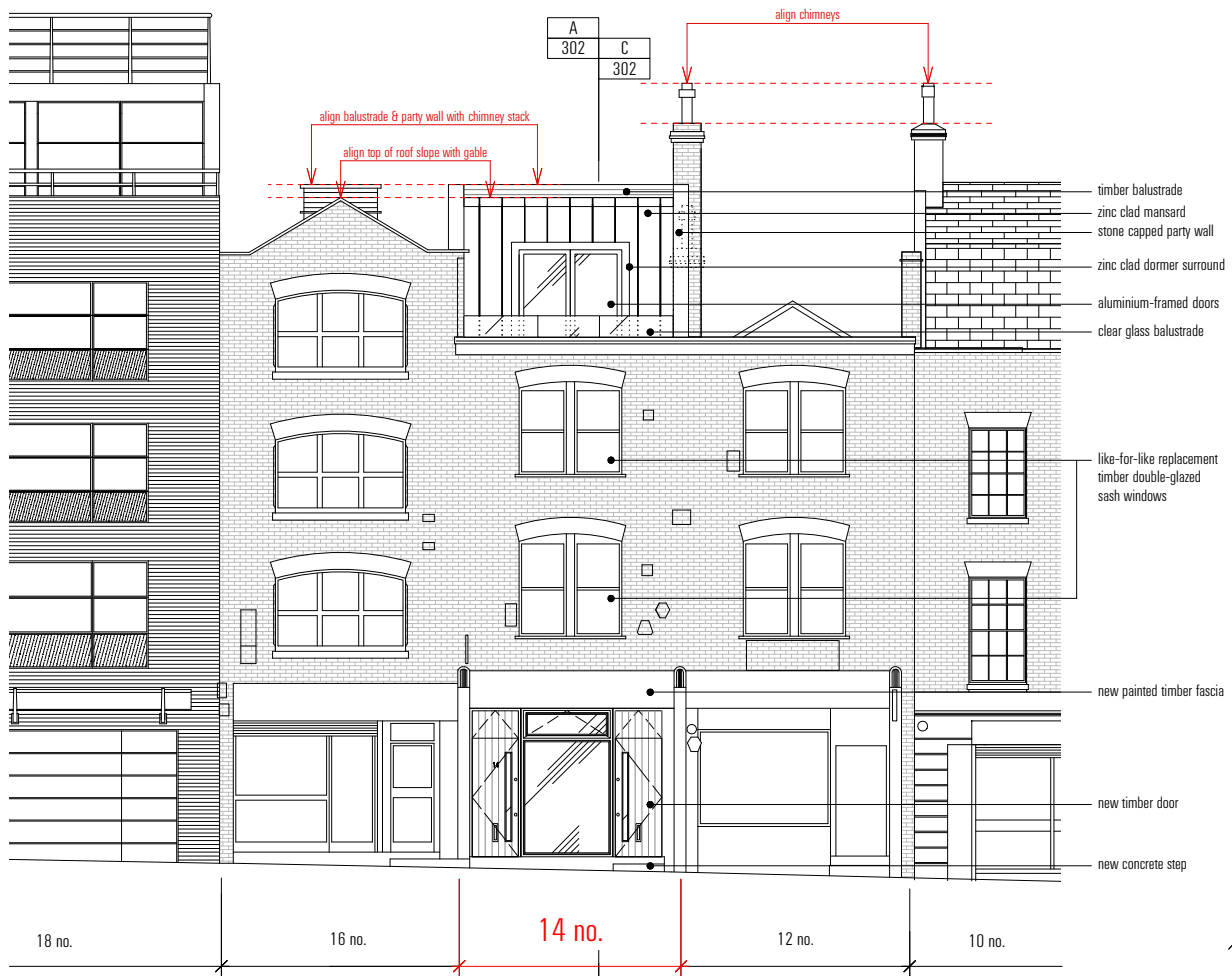 align chimneys
A
302
C
302
align balustrade & party wall with chimney stack
align top of roof slope with gable
timber balustrade
zinc clad mansard
stone capped party wall
zinc clad dormer surround
aluminium-framed doors
clear glass balustrade
like-for-like replacement
timber double-glazed
sash windows
new painted timber fascia
14
new timber door
new concrete step
18 no.
16 no.
14 no.
12 no.
10 no.